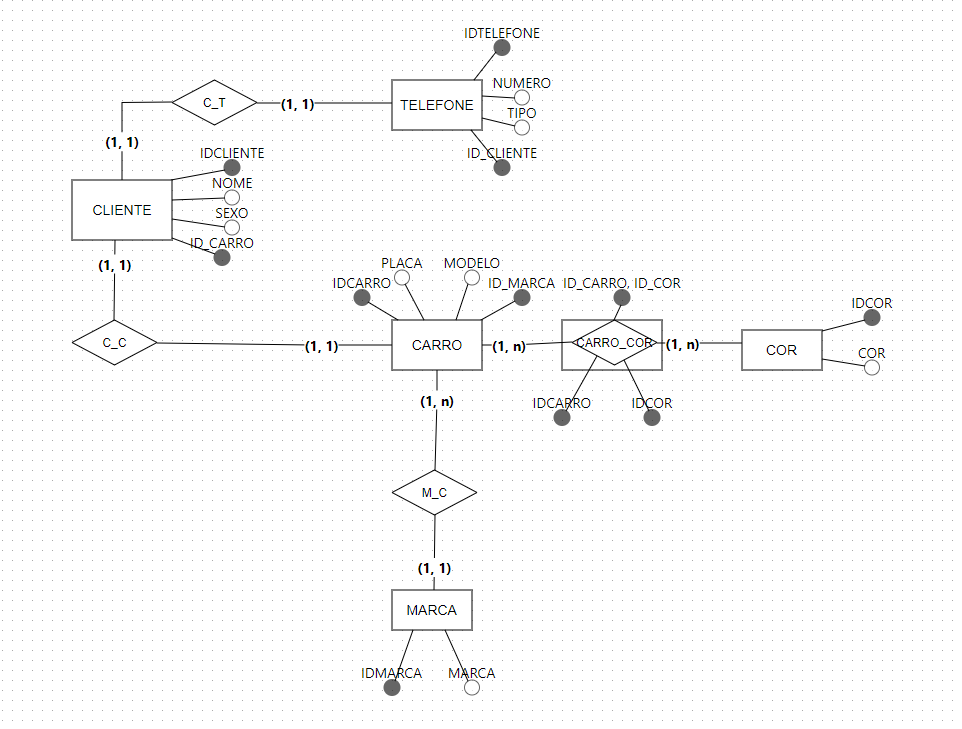 IDTELEFONE
NUMERO
TIPO
ID_CLIENTE
TELEFONE
C_T
(1, 1)
(1, 1)
IDCLIENTE
NOME
SEXO
ID_CARRO
CLIENTE
(1, 1)
C_C
(1, 1)
IDCARRO
PLACA
MODELO
ID_MARCA
CARRO
(1, n)
ID_CARRO, ID_COR
CARRO_COR
IDCARRO
IDCOR
(1, n)
COR
IDCOR
COR
(1, n)
M_C
(1, 1)
MARCA
IDMARCA
MARCA